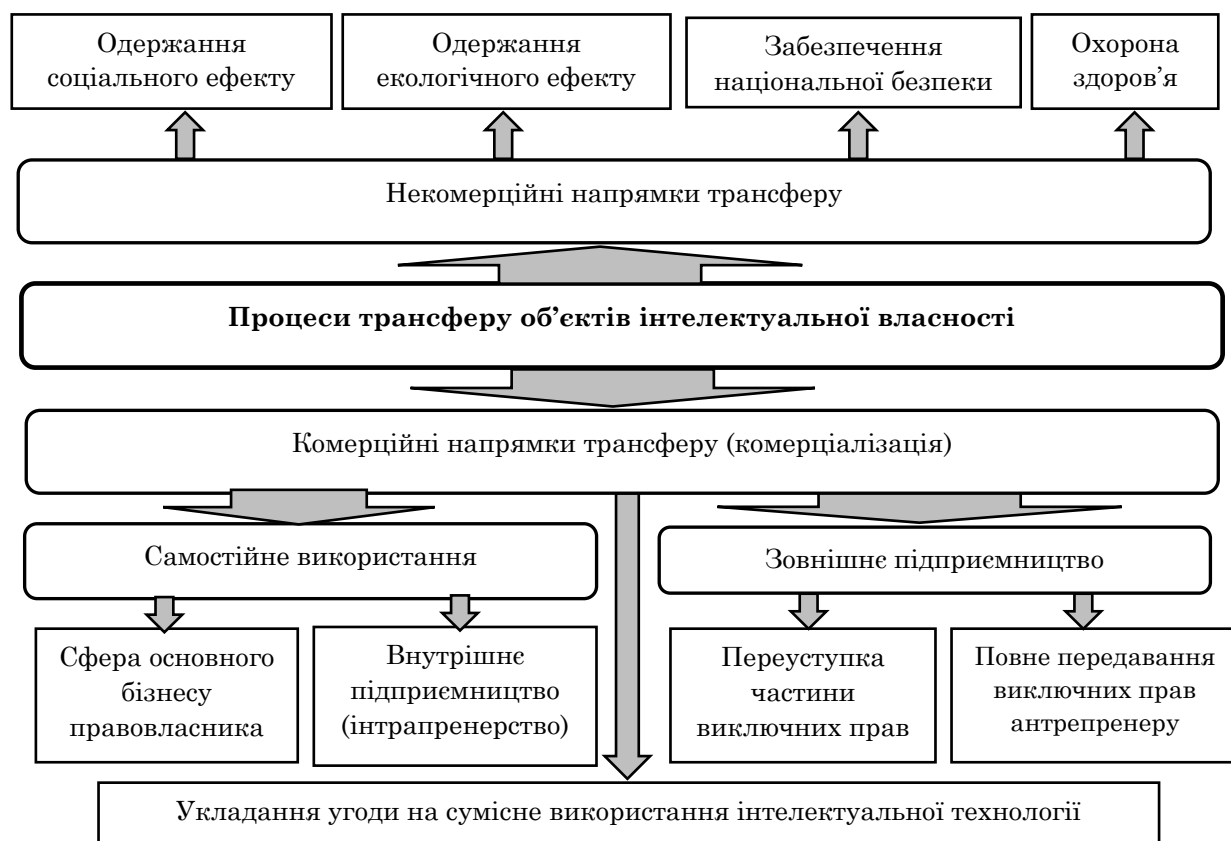 Одержання
соціального ефекту
Одержання
екологічного ефекту
Забезпечення
національної безпеки
Охорона
здоров’я
Некомерційні напрямки трансферу
Процеси трансферу об’єктів інтелектуальної власності
Комерційні напрямки трансферу (комерціалізація)
Самостійне використання
Зовнішнє підприємництво
Сфера основного
бізнесу
правовласника
Внутрішнє
підприємництво
(інтрапренерство)
Переуступка
частини
виключних прав
Повне передавання
виключних прав
антрепренеру
Укладання угоди на сумісне використання інтелектуальної технології